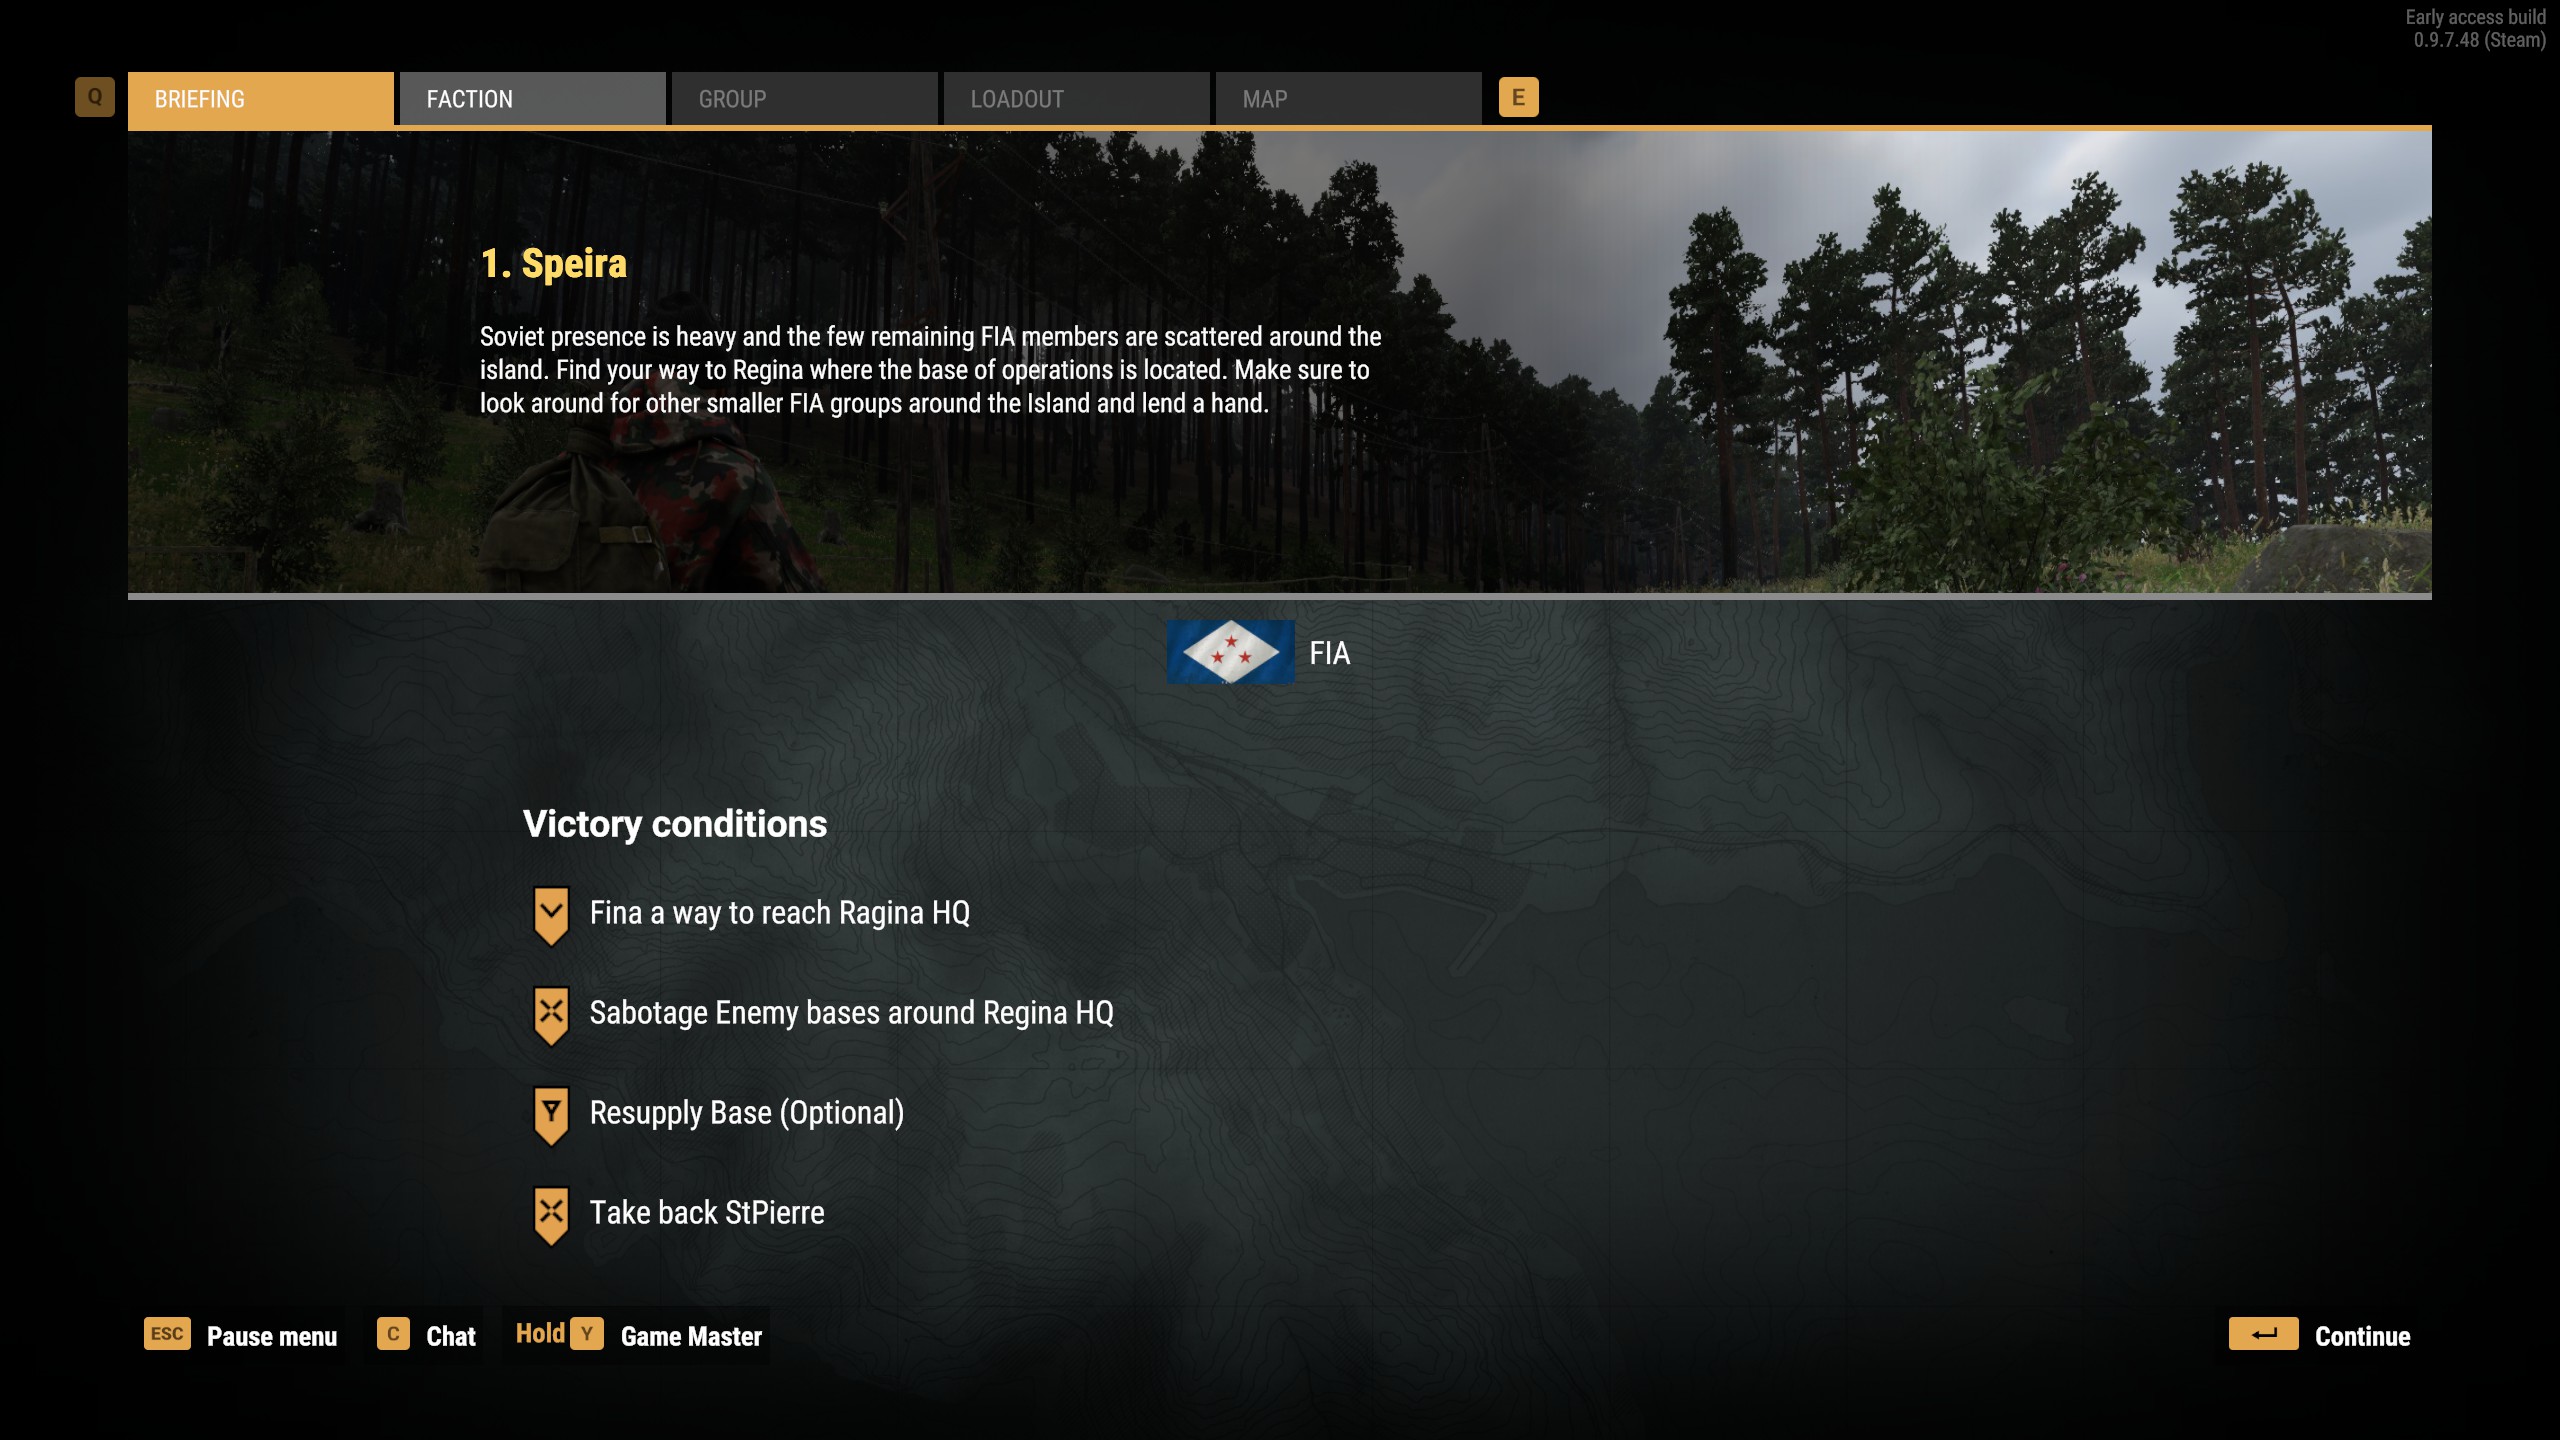 Early access build
0.9.7.48 (Steam)
Q BRIEFING FACTION GROUP LOADOUT MAP E
1. Speira
Soviet presence is heavy and the few remaining FIA members are scattered around the
island. Find your way to Regina where the base of operations is located. Make sure to
look around for other smaller FIA groups around the Island and lend a hand.
FIA
Victory conditions
Fina a way to reach Ragina HQ
Sabotage Enemy bases around Regina HQ
Resupply Base (Optional)
Take back StPierre
ESC Pause menu C Chat Hold Y Game Master Continue